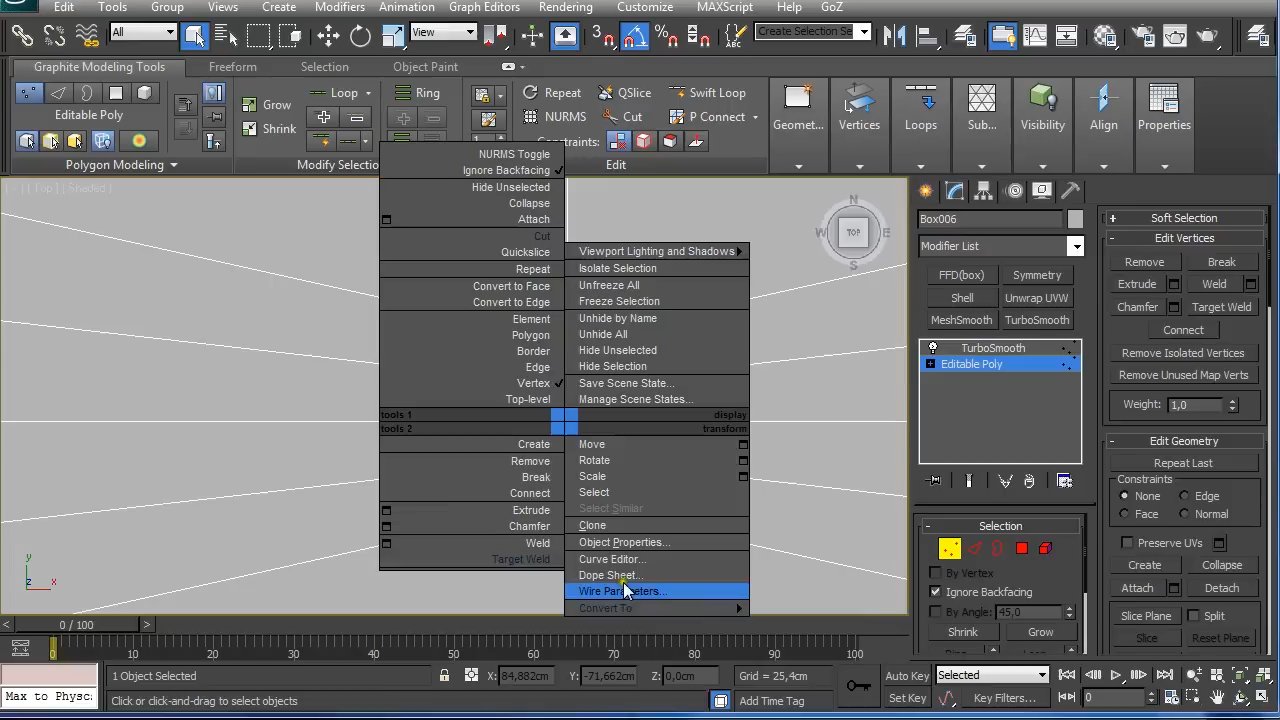 Tools Group Views Create Modifiers Animation Graph Editors Rendering Customize MAXScript Help GoZ
All View Create Selection Se
Graphite Modeling Tools Freeform Selection Object Paint
Editable Poly
Polygon Modeling
Grow
Shrink
Loop
Ring
Modify Selectio
Repeat QSlice Swift Loop
NURMS Cut P Connect
Constraints:
Edit
Geomet... Vertices Loops Sub... Visibility Align Properties
[ Top ] [ Shaded ]
NURMS Toggle
Ignore Backfacing
Hide Unselected
Collapse
Attach
Cut
Quickslice
Repeat
Convert to Face
Convert to Edge
Element
Polygon
Border
Edge
Vertex
Top-level
tools 1
tools 2
Create
Remove
Break
Connect
Extrude
Chamfer
Weld
Target Weld
Viewport Lighting and Shadows
Isolate Selection
Unfreeze All
Freeze Selection
Unhide by Name
Unhide All
Hide Unselected
Hide Selection
Save Scene State...
Manage Scene States...
display
transform
Move
Rotate
Scale
Select
Select Similar
Clone
Object Properties...
Curve Editor...
Dope Sheet...
Wire Parameters...
Convert To
N
W TOP E
S
y
z x
Box006
Modifier List
FFD(box) Symmetry
Shell Unwrap UVW
MeshSmooth TurboSmooth
TurboSmooth
Editable Poly
- Selection
By Vertex
Ignore Backfacing
By Angle: 45,0
Shrink Grow
+ Soft Selection
- Edit Vertices
Remove Break
Extrude Weld
Chamfer Target Weld
Connect
Remove Isolated Vertices
Remove Unused Map Verts
Weight: 1,0
- Edit Geometry
Repeat Last
Constraints
None Edge
Face Normal
Preserve UVs
Create Collapse
Attach Detach
Slice Plane Split
Slice Reset Plane
< 0 / 100 >
0 10 20 30 40 50 60 70 80 90 100
1 Object Selected X: 84,882cm Y: -71,662cm Z: 0,0cm Grid = 25,4cm Auto Key Selected
Max to Physc. Click or click-and-drag to select objects Add Time Tag Set Key Key Filters... 0